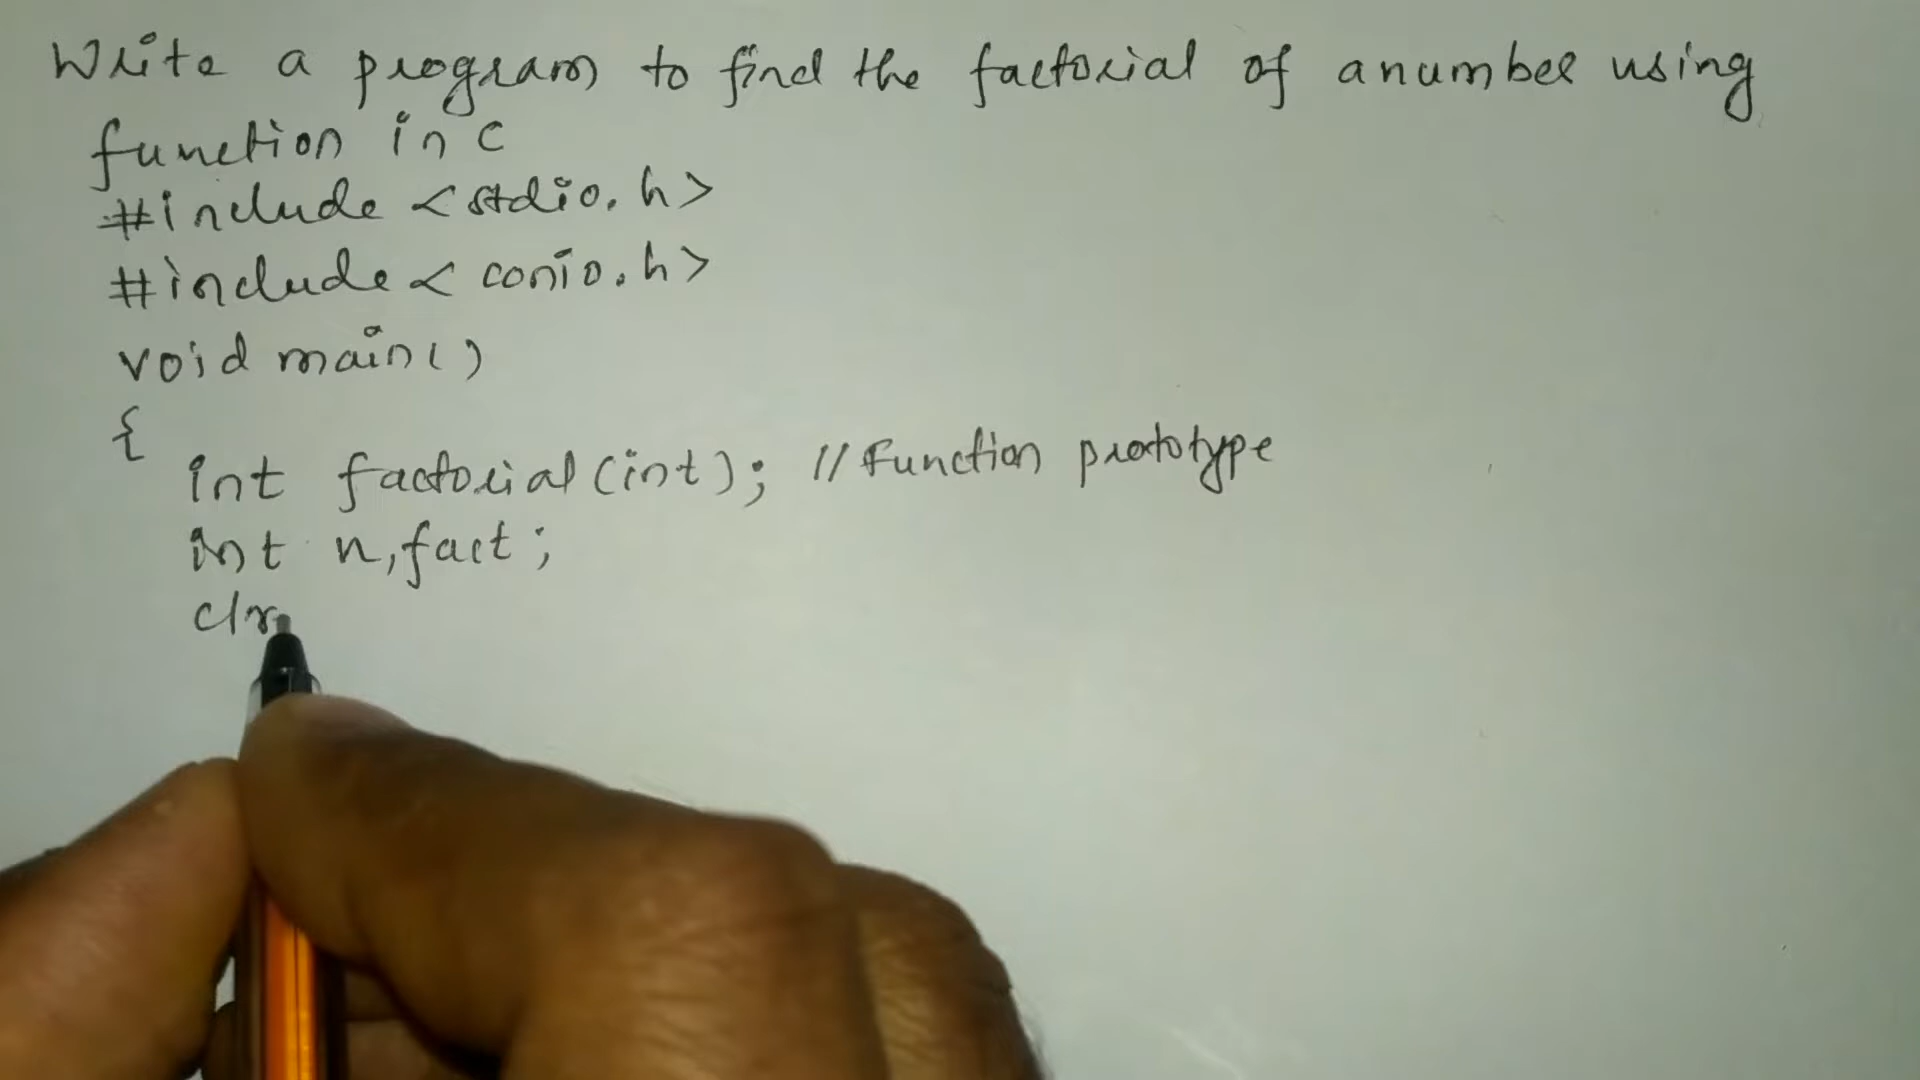 Write a program to find the factorial of a number using
function in c
#include <stdio.h>
#include < conio.h>
void main()
{
int factorial(int); // Function prototype
int n,fact;
clr